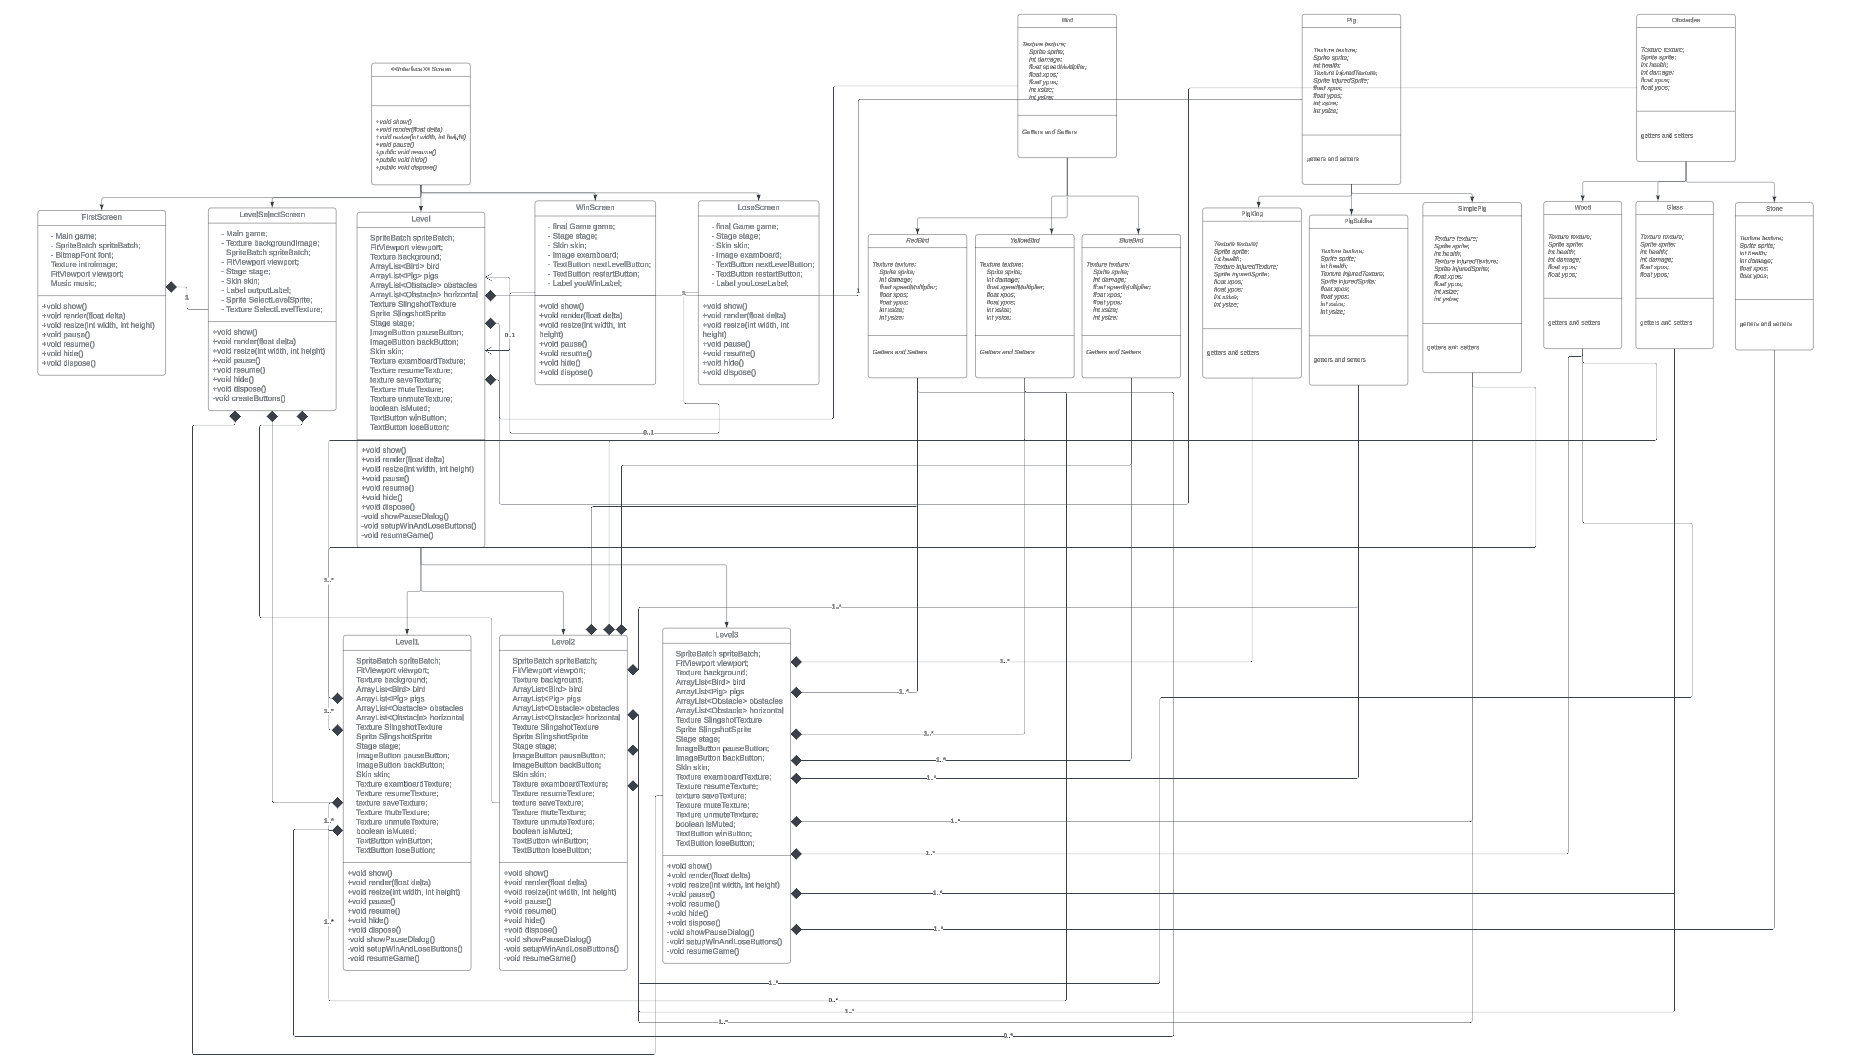 Bird
Texture texture;
Sprite sprite;
int damage;
float speedMultiplier;
float xpos;
float ypos;
int xsize;
int ysize;
Getters and Setters
Pig
Texture texture;
Sprite sprite;
int health;
Texture injuredTexture;
Sprite injuredSprite;
float xpos;
float ypos;
int xsize;
int ysize;
getters and setters
Obstacles
Texture texture;
Sprite sprite;
int health;
int damage;
float xpos;
float ypos;
getters and setters
<<Interface>> Screen
+void show()
+void render(float delta)
+void resize(int width, int height)
+void pause()
+public void resume()
+public void hide()
+public void dispose()
FirstScreen
- Main game;
- SpriteBatch spriteBatch;
- BitmapFont font;
Texture introImage;
FitViewport viewport;
Music music;
+void show()
+void render(float delta)
+void resize(int width, int height)
+void pause()
+void resume()
+void hide()
+void dispose()
1
LevelSelectScreen
- Main game;
- Texture backgroundImage;
SpriteBatch spriteBatch;
- FitViewport viewport;
- Stage stage;
- Skin skin;
- Label outputLabel;
- Sprite SelectLevelSprite;
- Texture SelectLevelTexture;
+void show()
+void render(float delta)
+void resize(int width, int height)
+void pause()
+void resume()
+void hide()
+void dispose()
-void createButtons()
Level
SpriteBatch spriteBatch;
FitViewport viewport;
Texture background;
ArrayList<Bird> bird
ArrayList<Pig> pigs
ArrayList<Obstacle> obstacles
ArrayList<Obstacle> horizontal
Texture SlingshotTexture
Sprite SlingshotSprite
Stage stage;
ImageButton pauseButton;
ImageButton backButton;
Skin skin;
Texture examboardTexture;
Texture resumeTexture;
texture saveTexture;
Texture muteTexture;
Texture unmuteTexture;
boolean isMuted;
TextButton winButton;
TextButton loseButton;
+void show()
+void render(float delta)
+void resize(int width, int height)
+void pause()
+void resume()
+void hide()
+void dispose()
-void showPauseDialog()
-void setupWinAndLoseButtons()
-void resumeGame()
0..1
0..1
WinScreen
- final Game game;
- Stage stage;
- Skin skin;
- Image examboard;
- TextButton nextLevelButton;
- TextButton restartButton;
- Label youWinLabel;
+void show()
+void render(float delta)
+void resize(int width, int
height)
+void pause()
+void resume()
+void hide()
+void dispose()
LoseScreen
- final Game game;
- Stage stage;
- Skin skin;
- Image examboard;
- TextButton nextLevelButton;
- TextButton restartButton;
- Label youLoseLabel;
+void show()
+void render(float delta)
+void resize(int width, int
height)
+void pause()
+void resume()
+void hide()
+void dispose()
1
RedBird
Texture texture;
Sprite sprite;
int damage;
float speedMultiplier;
float xpos;
float ypos;
int xsize;
int ysize;
Getters and Setters
YellowBird
Texture texture;
Sprite sprite;
int damage;
float speedMultiplier;
float xpos;
float ypos;
int xsize;
int ysize;
Getters and Setters
BlueBird
Texture texture;
Sprite sprite;
int damage;
float speedMultiplier;
float xpos;
float ypos;
int xsize;
int ysize;
Getters and Setters
PigKing
Texture texture;
Sprite sprite;
int health;
Texture injuredTexture;
Sprite injuredSprite;
float xpos;
float ypos;
int xsize;
int ysize;
getters and setters
PigSoldier
Texture texture;
Sprite sprite;
int health;
Texture injuredTexture;
Sprite injuredSprite;
float xpos;
float ypos;
int xsize;
int ysize;
getters and setters
SimplePig
Texture texture;
Sprite sprite;
int health;
Texture injuredTexture;
Sprite injuredSprite;
float xpos;
float ypos;
int xsize;
int ysize;
getters and setters
Wood
Texture texture;
Sprite sprite;
int health;
int damage;
float xpos;
float ypos;
getters and setters
Glass
Texture texture;
Sprite sprite;
int health;
int damage;
float xpos;
float ypos;
getters and setters
Stone
Texture texture;
Sprite sprite;
int health;
int damage;
float xpos;
float ypos;
getters and setters
1..*
1..*
1..*
1..*
Level1
SpriteBatch spriteBatch;
FitViewport viewport;
Texture background;
ArrayList<Bird> bird
ArrayList<Pig> pigs
ArrayList<Obstacle> obstacles
ArrayList<Obstacle> horizontal
Texture SlingshotTexture
Sprite SlingshotSprite
Stage stage;
ImageButton pauseButton;
ImageButton backButton;
Skin skin;
Texture examboardTexture;
Texture resumeTexture;
texture saveTexture;
Texture muteTexture;
Texture unmuteTexture;
boolean isMuted;
TextButton winButton;
TextButton loseButton;
+void show()
+void render(float delta)
+void resize(int width, int height)
+void pause()
+void resume()
+void hide()
+void dispose()
-void showPauseDialog()
-void setupWinAndLoseButtons()
-void resumeGame()
Level2
SpriteBatch spriteBatch;
FitViewport viewport;
Texture background;
ArrayList<Bird> bird
ArrayList<Pig> pigs
ArrayList<Obstacle> obstacles
ArrayList<Obstacle> horizontal
Texture SlingshotTexture
Sprite SlingshotSprite
Stage stage;
ImageButton pauseButton;
ImageButton backButton;
Skin skin;
Texture examboardTexture;
Texture resumeTexture;
texture saveTexture;
Texture muteTexture;
Texture unmuteTexture;
boolean isMuted;
TextButton winButton;
TextButton loseButton;
+void show()
+void render(float delta)
+void resize(int width, int height)
+void pause()
+void resume()
+void hide()
+void dispose()
-void showPauseDialog()
-void setupWinAndLoseButtons()
-void resumeGame()
Level3
SpriteBatch spriteBatch;
FitViewport viewport;
Texture background;
ArrayList<Bird> bird
ArrayList<Pig> pigs
ArrayList<Obstacle> obstacles
ArrayList<Obstacle> horizontal
Texture SlingshotTexture
Sprite SlingshotSprite
Stage stage;
ImageButton pauseButton;
ImageButton backButton;
Skin skin;
Texture examboardTexture;
Texture resumeTexture;
texture saveTexture;
Texture muteTexture;
Texture unmuteTexture;
boolean isMuted;
TextButton winButton;
TextButton loseButton;
+void show()
+void render(float delta)
+void resize(int width, int height)
+void pause()
+void resume()
+void hide()
+void dispose()
-void showPauseDialog()
-void setupWinAndLoseButtons()
-void resumeGame()
1..*
1..*
1..*
1..*
1..*
1..*
1..*
1..*
1..*
1..*
1..*
0..*
1..*
1..*
0..*